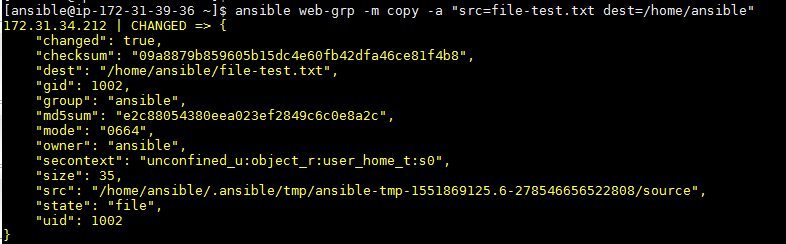 [ansible@ip-172-31-39-36 ~]$ ansible web-grp -m copy -a "src=file-test.txt dest=/home/ansible"
172.31.34.212 | CHANGED => {
    "changed": true,
    "checksum": "09a8879b859605b15dc4e60fb42dfa46ce81f4b8",
    "dest": "/home/ansible/file-test.txt",
    "gid": 1002,
    "group": "ansible",
    "md5sum": "e2c88054380eea023ef2849c6c0e8a2c",
    "mode": "0664",
    "owner": "ansible",
    "secontext": "unconfined_u:object_r:user_home_t:s0",
    "size": 35,
    "src": "/home/ansible/.ansible/tmp/ansible-tmp-1551869125.6-278546656522808/source",
    "state": "file",
    "uid": 1002
}